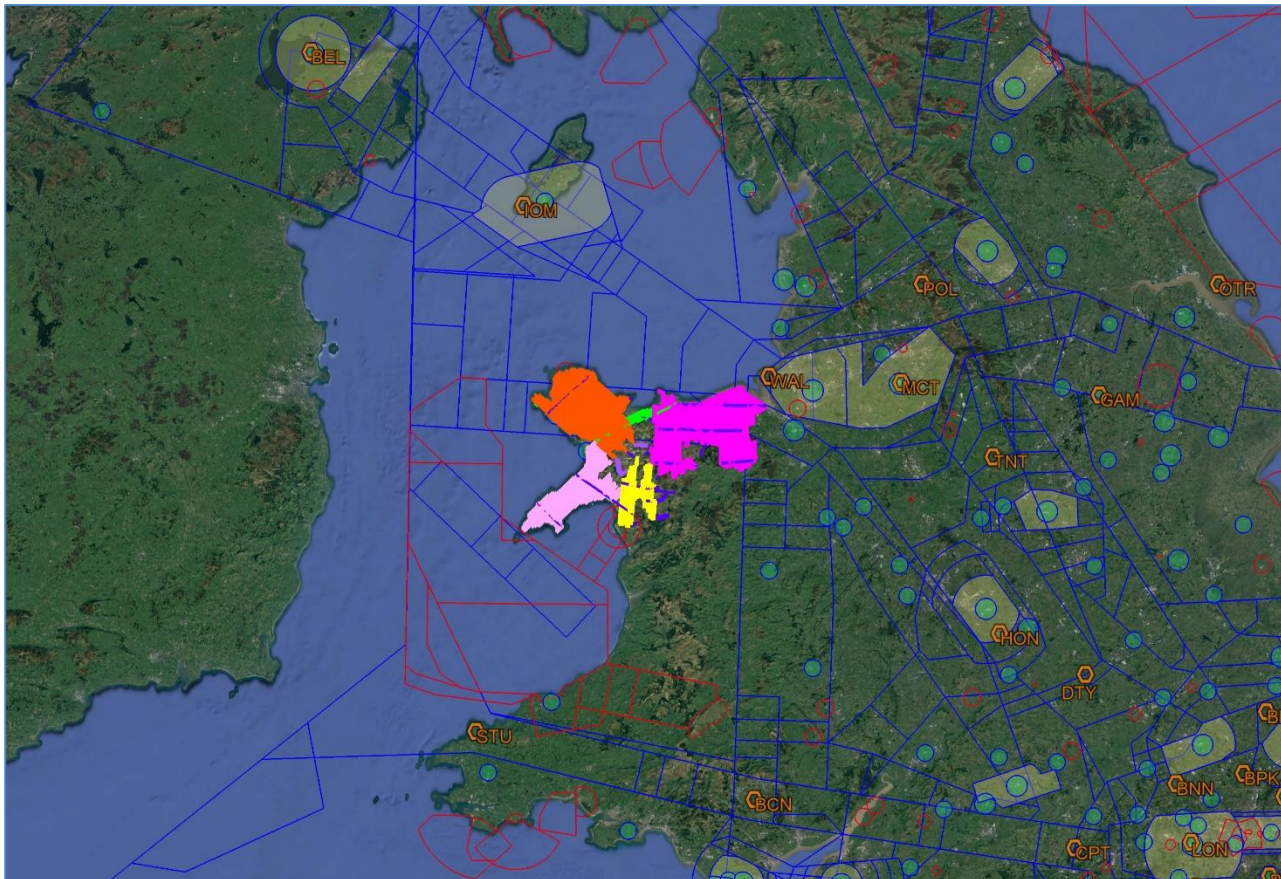 BEL
IOM
POL
OTR
WAL
MCT
GAM
TNT
HON
DTY
STU
BNN
BPK
BCN
CPT
LON